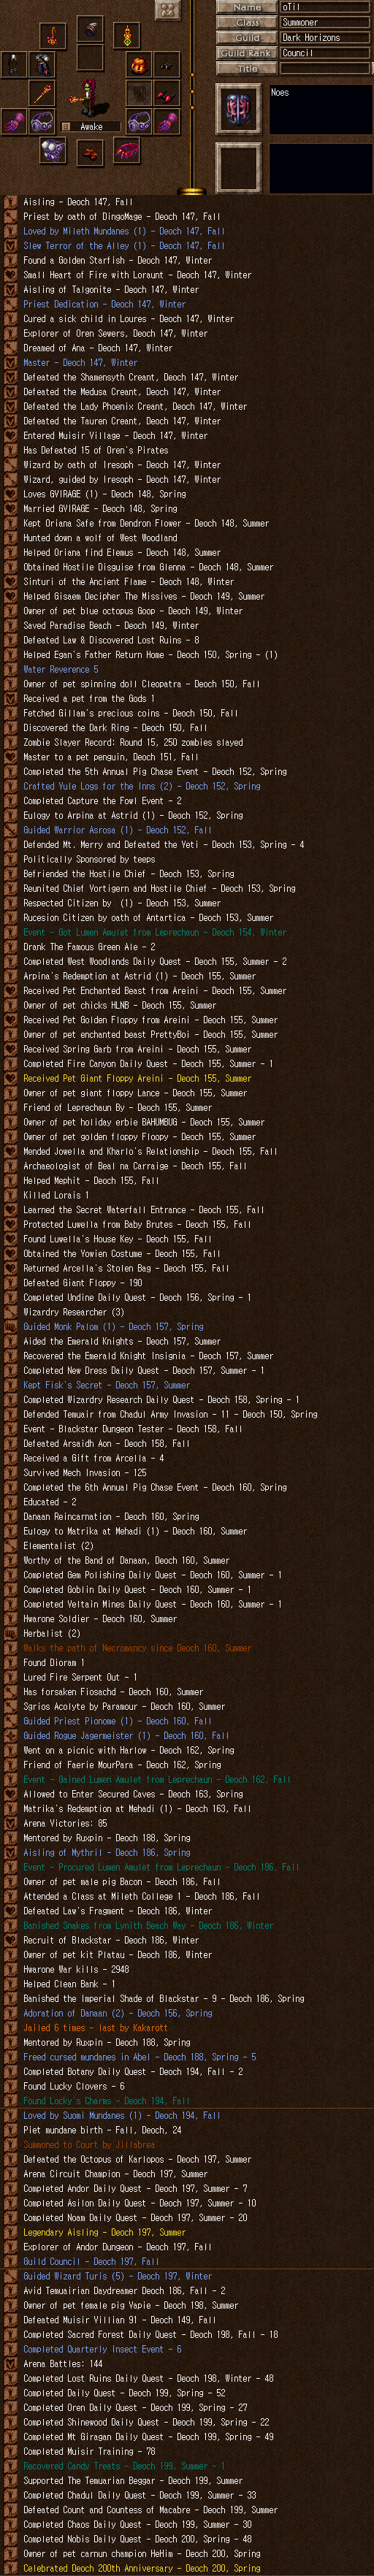 Name oTil
Class Summoner
Guild Dark Horizons
Guild Rank Council
Title
Noes
Awake
Aisling - Deoch 147, Fall
Priest by oath of DingoMage - Deoch 147, Fall
Loved by Mileth Mundanes (1) - Deoch 147, Fall
Slew Terror of the Alley (1) - Deoch 147, Fall
Found a Golden Starfish - Deoch 147, Winter
Small Heart of Fire with Loraunt - Deoch 147, Winter
Aisling of Talgonite - Deoch 147, Winter
Priest Dedication - Deoch 147, Winter
Cured a sick child in Loures - Deoch 147, Winter
Explorer of Oren Sewers, Deoch 147, Winter
Dreamed of Ana - Deoch 147, Winter
Master - Deoch 147, Winter
Defeated the Shamensyth Creant, Deoch 147, Winter
Defeated the Medusa Creant, Deoch 147, Winter
Defeated the Lady Phoenix Creant, Deoch 147, Winter
Defeated the Tauren Creant, Deoch 147, Winter
Entered Muisir Village - Deoch 147, Winter
Has Defeated 15 of Oren's Pirates
Wizard by oath of Iresoph - Deoch 147, Winter
Wizard, guided by Iresoph - Deoch 147, Winter
Loves GVIRAGE (1) - Deoch 148, Spring
Married GVIRAGE - Deoch 148, Spring
Kept Oriana Safe from Dendron Flower - Deoch 148, Summer
Hunted down a wolf of West Woodland
Helped Oriana find Elemus - Deoch 148, Summer
Obtained Hostile Disguise from Glenna - Deoch 148, Summer
Sinturi of the Ancient Flame - Deoch 148, Winter
Helped Gisaem Decipher The Missives - Deoch 149, Summer
Owner of pet blue octopus Goop - Deoch 149, Winter
Saved Paradise Beach - Deoch 149, Winter
Defeated Law & Discovered Lost Ruins - 8
Helped Egan's Father Return Home - Deoch 150, Spring - (1)
Water Reverence 5
Owner of pet spinning doll Cleopatra - Deoch 150, Fall
Received a pet from the Gods 1
Fetched Gillam's precious coins - Deoch 150, Fall
Discovered the Dark Ring - Deoch 150, Fall
Zombie Slayer Record: Round 15, 250 zombies slayed
Master to a pet penguin, Deoch 151, Fall
Completed the 5th Annual Pig Chase Event - Deoch 152, Spring
Crafted Yule Logs for the Inns (2) - Deoch 152, Spring
Completed Capture the Fowl Event - 2
Eulogy to Arpina at Astrid (1) - Deoch 152, Spring
Guided Warrior Asrosa (1) - Deoch 152, Fall
Defended Mt. Merry and Defeated the Yeti - Deoch 153, Spring - 4
Politically Sponsored by teeps
Befriended the Hostile Chief - Deoch 153, Spring
Reunited Chief Vortigern and Hostile Chief - Deoch 153, Spring
Respected Citizen by  (1) - Deoch 153, Summer
Rucesion Citizen by oath of Antartica - Deoch 153, Summer
Event - Got Lumen Amulet from Leprechaun - Deoch 154, Winter
Drank The Famous Green Ale - 2
Completed West Woodlands Daily Quest - Deoch 155, Summer - 2
Arpina's Redemption at Astrid (1) - Deoch 155, Summer
Received Pet Enchanted Beast from Areini - Deoch 155, Summer
Owner of pet chicks HLNB - Deoch 155, Summer
Received Pet Golden Floppy from Areini - Deoch 155, Summer
Owner of pet enchanted beast PrettyBoi - Deoch 155, Summer
Received Spring Garb from Areini - Deoch 155, Summer
Completed Fire Canyon Daily Quest - Deoch 155, Summer - 1
Received Pet Giant Floppy Areini - Deoch 155, Summer
Owner of pet giant floppy Lance - Deoch 155, Summer
Friend of Leprechaun By - Deoch 155, Summer
Owner of pet holiday erbie BAHUMBUG - Deoch 155, Summer
Owner of pet golden floppy Floopy - Deoch 155, Summer
Mended Jowella and Kharlo's Relationship - Deoch 155, Fall
Archaeologist of Beal na Carraige - Deoch 155, Fall
Helped Mephit - Deoch 155, Fall
Killed Lorais 1
Learned the Secret Waterfall Entrance - Deoch 155, Fall
Protected Luwella from Baby Brutes - Deoch 155, Fall
Found Luwella's House Key - Deoch 155, Fall
Obtained the Yowien Costume - Deoch 155, Fall
Returned Arcella's Stolen Bag - Deoch 155, Fall
Defeated Giant Floppy - 190
Completed Undine Daily Quest - Deoch 156, Spring - 1
Wizardry Researcher (3)
Guided Monk Palom (1) - Deoch 157, Spring
Aided the Emerald Knights - Deoch 157, Summer
Recovered the Emerald Knight Insignia - Deoch 157, Summer
Completed New Dress Daily Quest - Deoch 157, Summer - 1
Kept Fisk's Secret - Deoch 157, Summer
Completed Wizardry Research Daily Quest - Deoch 158, Spring - 1
Defended Temuair from Chadul Army Invasion - 11 - Deoch 150, Spring
Event - Blackstar Dungeon Tester - Deoch 158, Fall
Defeated Arsaidh Aon - Deoch 158, Fall
Received a Gift from Arcella - 4
Survived Mech Invasion - 125
Completed the 6th Annual Pig Chase Event - Deoch 160, Spring
Educated - 2
Danaan Reincarnation - Deoch 160, Spring
Eulogy to Matrika at Mehadi (1) - Deoch 160, Summer
Elementalist (2)
Worthy of the Band of Danaan, Deoch 160, Summer
Completed Gem Polishing Daily Quest - Deoch 160, Summer - 1
Completed Goblin Daily Quest - Deoch 160, Summer - 1
Completed Veltain Mines Daily Quest - Deoch 160, Summer - 1
Hwarone Soldier - Deoch 160, Summer
Herbalist (2)
Walks the path of Necromancy since Deoch 160, Summer
Found Dioram 1
Lured Fire Serpent Out - 1
Has forsaken Fiosachd - Deoch 160, Summer
Sgrios Acolyte by Paramour - Deoch 160, Summer
Guided Priest Pionome (1) - Deoch 160, Fall
Guided Rogue Jagermeister (1) - Deoch 160, Fall
Went on a picnic with Harlow - Deoch 162, Spring
Friend of Faerie MourPara - Deoch 162, Spring
Event - Gained Lumen Amulet from Leprechaun - Deoch 162, Fall
Allowed to Enter Secured Caves - Deoch 163, Spring
Matrika's Redemption at Mehadi (1) - Deoch 163, Fall
Arena Victories: 85
Mentored by Ruxpin - Deoch 188, Spring
Aisling of Mythril - Deoch 186, Spring
Event - Procured Lumen Amulet from Leprechaun - Deoch 186, Fall
Owner of pet male pig Bacon - Deoch 186, Fall
Attended a Class at Mileth College 1 - Deoch 186, Fall
Defeated Law's Fragment - Deoch 186, Winter
Banished Snakes from Lynith Beach Way - Deoch 186, Winter
Recruit of Blackstar - Deoch 186, Winter
Owner of pet kit Platau - Deoch 186, Winter
Hwarone War kills - 2948
Helped Clean Bank - 1
Banished the Imperial Shade of Blackstar - 9 - Deoch 186, Spring
Adoration of Danaan (2) - Deoch 156, Spring
Jailed 6 times - last by Kakarott
Mentored by Ruxpin - Deoch 188, Spring
Freed cursed mundanes in Abel - Deoch 188, Spring - 5
Completed Botany Daily Quest - Deoch 194, Fall - 2
Found Lucky Clovers - 6
Found Locky's Charms - Deoch 194, Fall
Loved by Suomi Mundanes (1) - Deoch 194, Fall
Piet mundane birth - Fall, Deoch, 24
Summoned to Court by Jillabrea
Defeated the Octopus of Karlopos - Deoch 197, Summer
Arena Circuit Champion - Deoch 197, Summer
Completed Andor Daily Quest - Deoch 197, Summer - 7
Completed Asilon Daily Quest - Deoch 197, Summer - 10
Completed Noam Daily Quest - Deoch 197, Summer - 20
Legendary Aisling - Deoch 197, Summer
Explorer of Andor Dungeon - Deoch 197, Fall
Guild Council - Deoch 197, Fall
Guided Wizard Turis (5) - Deoch 197, Winter
Avid Temuairian Daydreamer Deoch 186, Fall - 2
Owner of pet female pig Vapie - Deoch 198, Summer
Defeated Muisir Villian 91 - Deoch 149, Fall
Completed Sacred Forest Daily Quest - Deoch 198, Fall - 18
Completed Quarterly Insect Event - 6
Arena Battles: 144
Completed Lost Ruins Daily Quest - Deoch 198, Winter - 48
Completed Daily Quest - Deoch 199, Spring - 52
Completed Oren Daily Quest - Deoch 199, Spring - 27
Completed Shinewood Daily Quest - Deoch 199, Spring - 22
Completed Mt Giragan Daily Quest - Deoch 199, Spring - 49
Completed Muisir Training - 78
Recovered Candy Treats - Deoch 199, Summer - 1
Supported The Temuarian Beggar - Deoch 199, Summer
Completed Chadul Daily Quest - Deoch 199, Summer - 33
Defeated Count and Countess of Macabre - Deoch 199, Summer
Completed Chaos Daily Quest - Deoch 199, Summer - 30
Completed Nobis Daily Quest - Deoch 200, Spring - 48
Owner of pet carnun champion HeHim - Deoch 200, Spring
Celebrated Deoch 200th Anniversary - Deoch 200, Spring